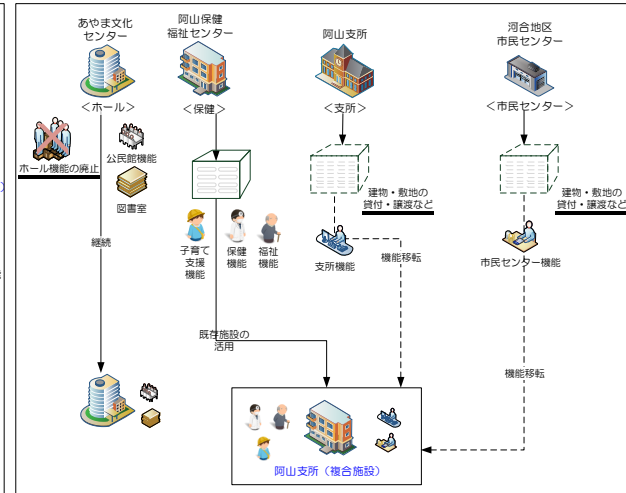 あやま文化
センター
＜ホール＞
阿山保健
福祉センター
＜保健＞
阿山支所
＜支所＞
河合地区
市民センター
＜市民センター＞
ホール機能の廃止
公民館機能
図書室
継続
子育て
支援
機能
保健
機能
福祉
機能
建物・敷地の
貸付・譲渡など
支所機能
機能移転
建物・敷地の
貸付・譲渡など
市民センター機能
機能移転
既存施設の
活用
阿山支所（複合施設）